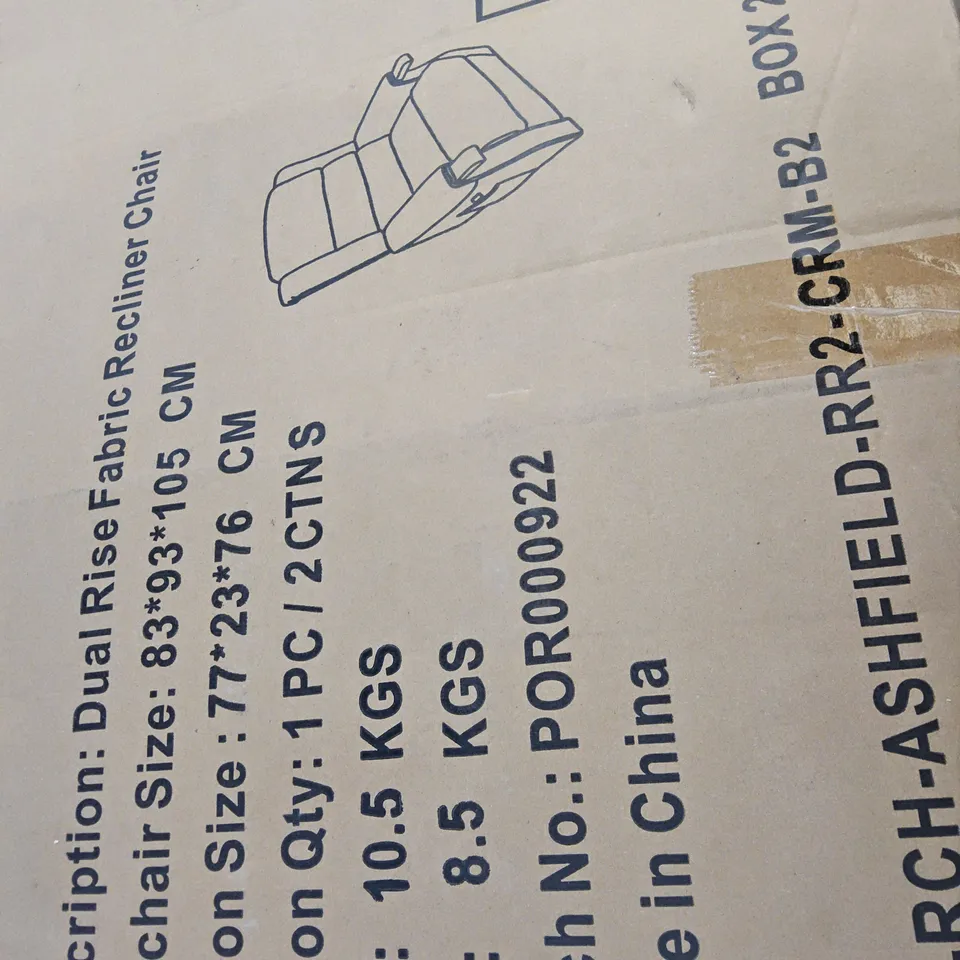 cription: Dual Rise Fabric Recliner Chair
chair Size: 83*93*105 CM
on Size : 77*23*76 CM
on Qty: 1 PC / 2CTNS
: 10.5 KGS
: 8.5 KGS
ch No.: POR000922
e in China
RCH-ASHFIELD-RR2-CRM-B2 BOX 2